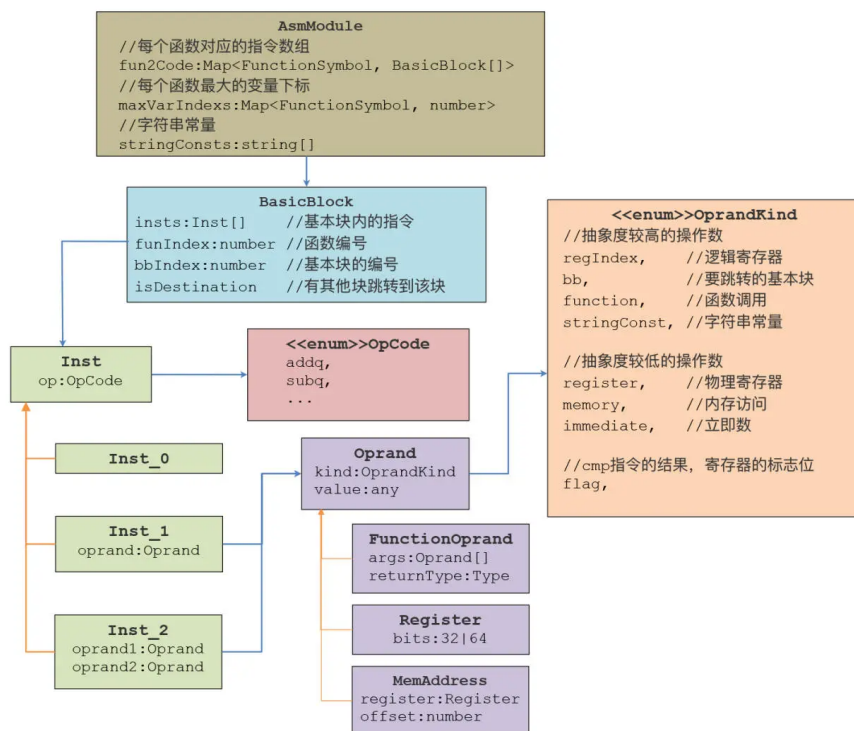 AsmModule
//每个函数对应的指令数组
fun2Code:Map<FunctionSymbol, BasicBlock[]>
//每个函数最大的变量下标
maxVarIndexs:Map<FunctionSymbol, number>
//字符串常量
stringConsts:string[]
BasicBlock
insts:Inst[] //基本块内的指令
funIndex:number //函数编号
bbIndex:number //基本块的编号
isDestination //有其他块跳转到该块
<<enum>>OprandKind
//抽象度较高的操作数
regIndex, //逻辑寄存器
bb, //要跳转的基本块
function, //函数调用
stringConst, //字符串常量
//抽象度较低的操作数
register, //物理寄存器
memory, //内存访问
immediate, //立即数
//cmp指令的结果，寄存器的标志位
flag,
Inst
op:OpCode
<<enum>>OpCode
addq,
subq,
...
Inst_0
Inst_1
oprand:Oprand
Inst_2
oprand1:Oprand
oprand2:Oprand
Oprand
kind:OprandKind
value:any
FunctionOprand
args:Oprand[]
returnType:Type
Register
bits:32|64
MemAddress
register:Register
offset:number